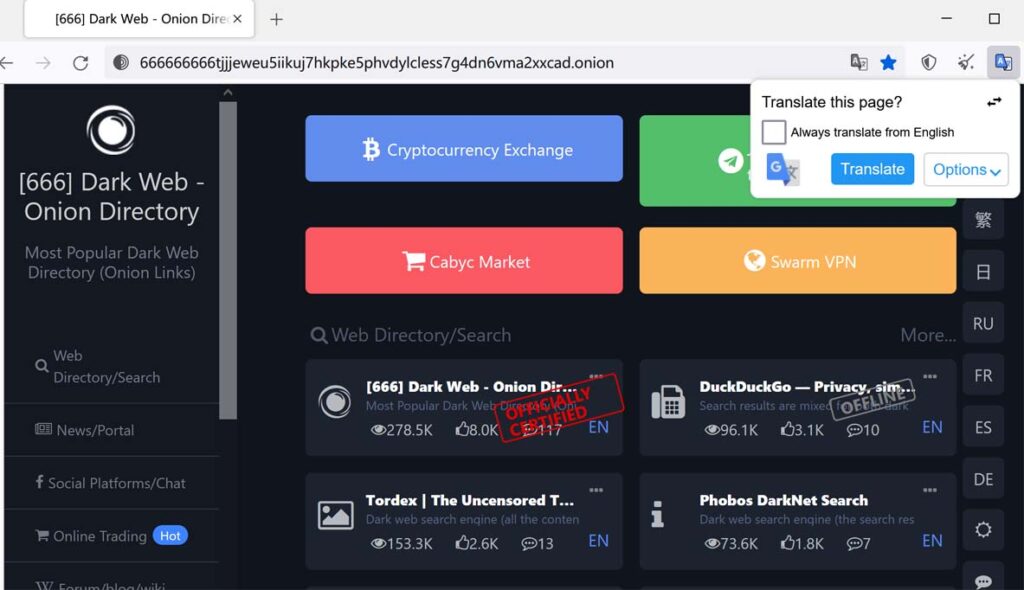 [666] Dark Web - Onion Dire
666666666tjjjeweu5iikuj7hkpke5phvdylcless7g4dn6vma2xxcad.onion
Translate this page?
Always translate from English
Translate
Options
[666] Dark Web -
Onion Directory
Most Popular Dark Web
Directory (Onion Links)
Web
Directory/Search
News/Portal
Social Platforms/Chat
Online Trading Hot
Forum/blog/wiki
Cryptocurrency Exchange
Cabyc Market
Swarm VPN
Web Directory/Search
More...
[666] Dark Web - Onion Dir...
Most Popular Dark Web Directory (Oni
OFFICIALLY
CERTIFIED
278.5K 8.0K 117 EN
DuckDuckGo — Privacy, sim...
Search results are mixed dark
OFFLINE
96.1K 3.1K 10 EN
Tordex | The Uncensored T...
Dark web search engine (all the conten
153.3K 2.6K 13 EN
Phobos DarkNet Search
Dark web search engine (the search res
73.6K 1.8K 7 EN
繁
日
RU
FR
ES
DE